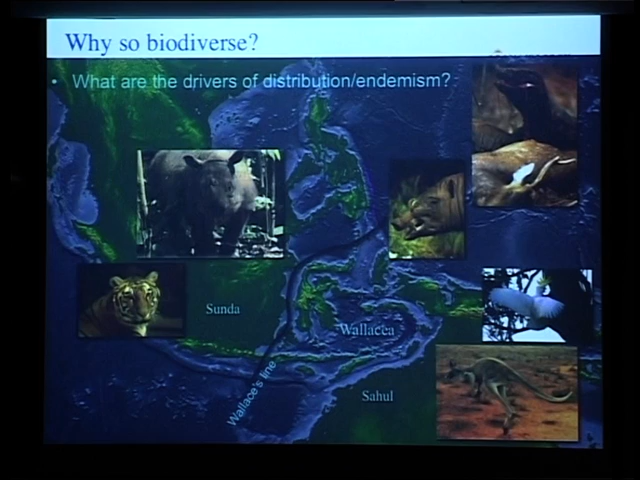 Why so biodiverse?
• What are the drivers of distribution/endemism?
Sunda
Wallacea
Wallace's line
Sahul